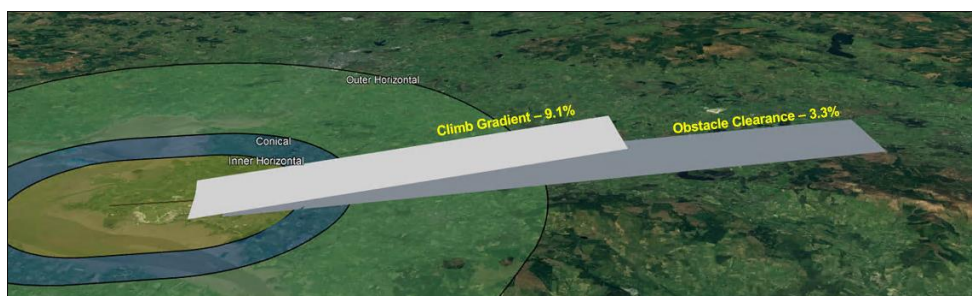 Outer Horizontal
Climb Gradient – 9.1%
Obstacle Clearance – 3.3%
Conical
Inner Horizontal